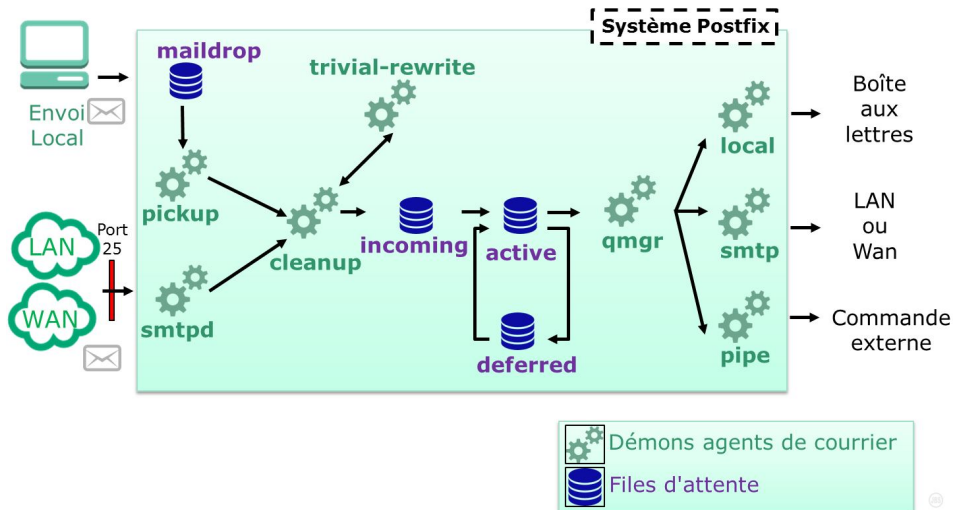 Système Postfix
maildrop
trivial-rewrite
Envoi
Local
Boîte
aux
lettres
local
pickup
LAN
Port
25
cleanup
incoming
active
qmgr
smtp
LAN
ou
Wan
WAN
smtpd
deferred
pipe
Commande
externe
Démons agents de courrier
Files d'attente